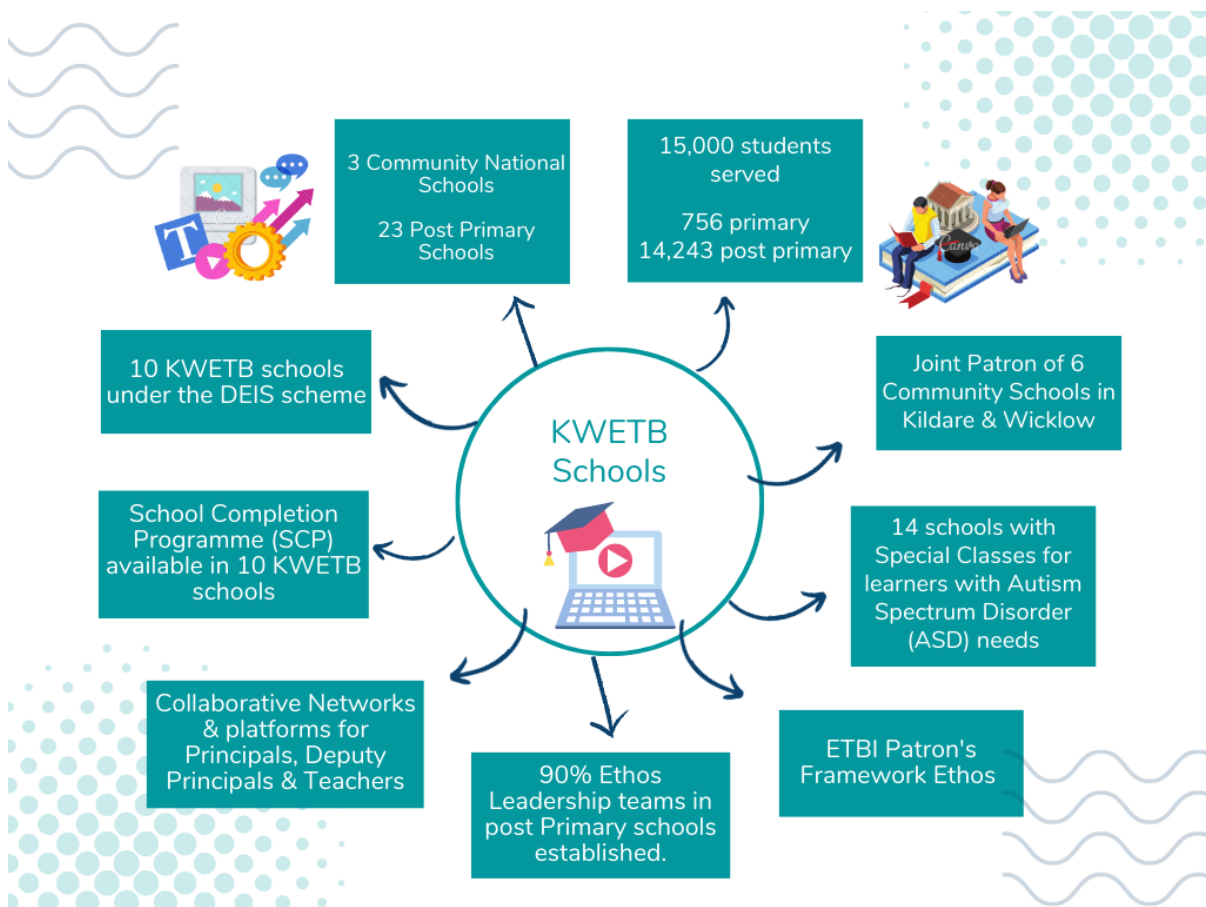 3 Community National
Schools
23 Post Primary
Schools
15,000 students
served
756 primary
14,243 post primary
T
Canva
Canva
10 KWETB schools
under the DEIS scheme
Joint Patron of 6
Community Schools in
Kildare & Wicklow
KWETB
Schools
School Completion
Programme (SCP)
available in 10 KWETB
schools
14 schools with
Special Classes for
learners with Autism
Spectrum Disorder
(ASD) needs
Collaborative Networks
& platforms for
Principals, Deputy
Principals & Teachers
90% Ethos
Leadership teams in
post Primary schools
established.
ETBI Patron's
Framework Ethos